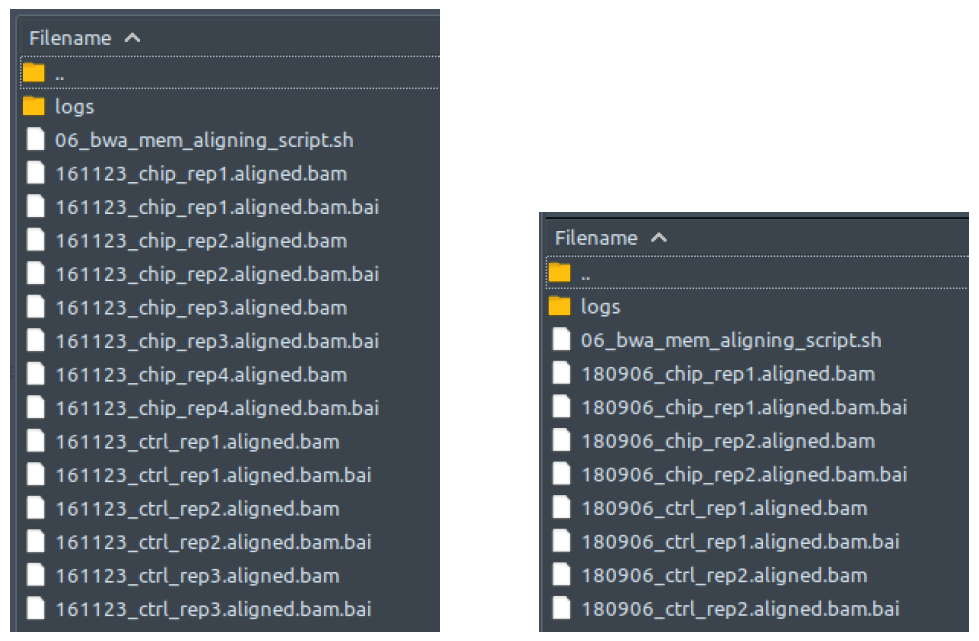 Filename
..
logs
06_bwa_mem_aligning_script.sh
161123_chip_rep1.aligned.bam
161123_chip_rep1.aligned.bam.bai
161123_chip_rep2.aligned.bam
161123_chip_rep2.aligned.bam.bai
161123_chip_rep3.aligned.bam
161123_chip_rep3.aligned.bam.bai
161123_chip_rep4.aligned.bam
161123_chip_rep4.aligned.bam.bai
161123_ctrl_rep1.aligned.bam
161123_ctrl_rep1.aligned.bam.bai
161123_ctrl_rep2.aligned.bam
161123_ctrl_rep2.aligned.bam.bai
161123_ctrl_rep3.aligned.bam
161123_ctrl_rep3.aligned.bam.bai
Filename
..
logs
06_bwa_mem_aligning_script.sh
180906_chip_rep1.aligned.bam
180906_chip_rep1.aligned.bam.bai
180906_chip_rep2.aligned.bam
180906_chip_rep2.aligned.bam.bai
180906_ctrl_rep1.aligned.bam
180906_ctrl_rep1.aligned.bam.bai
180906_ctrl_rep2.aligned.bam
180906_ctrl_rep2.aligned.bam.bai